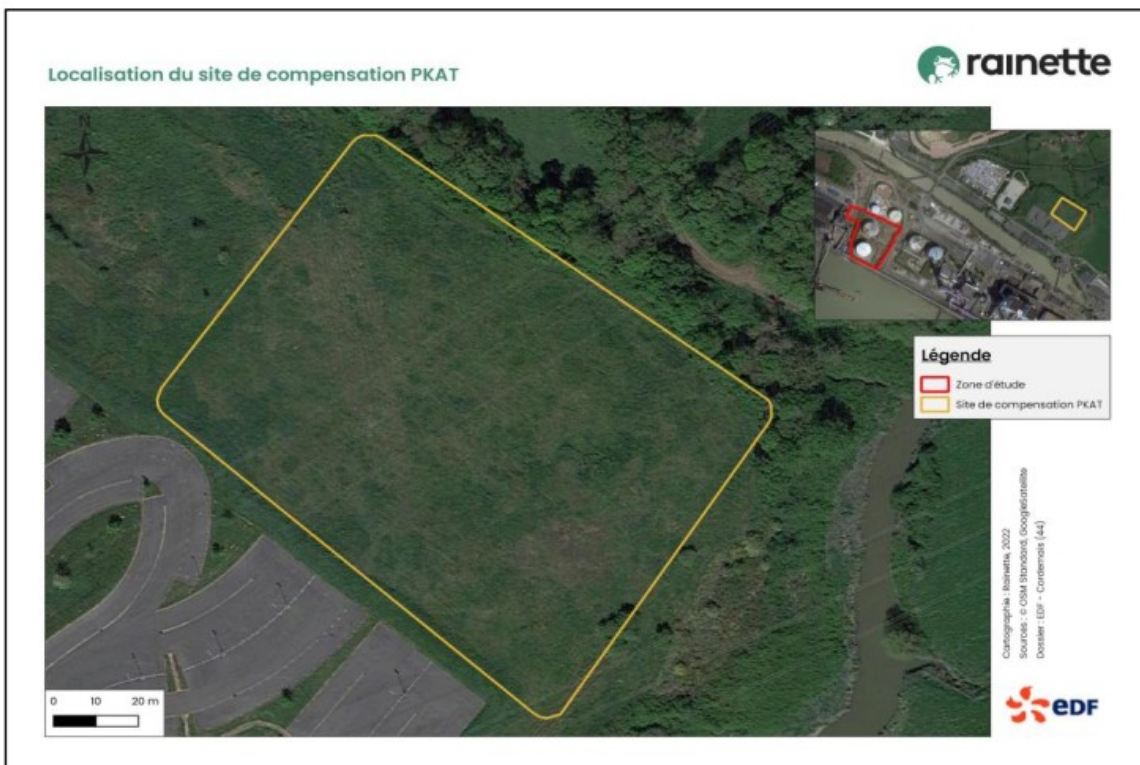 Localisation du site de compensation PKAT
rainette
N
Légende
Zone d'étude
Site de compensation PKAT
Cartographie : Rainette, 2022
Sources : © OSM Standard, GoogleSatellite
Dossier : EDF - Cordemais (44)
0 10 20 m
edf